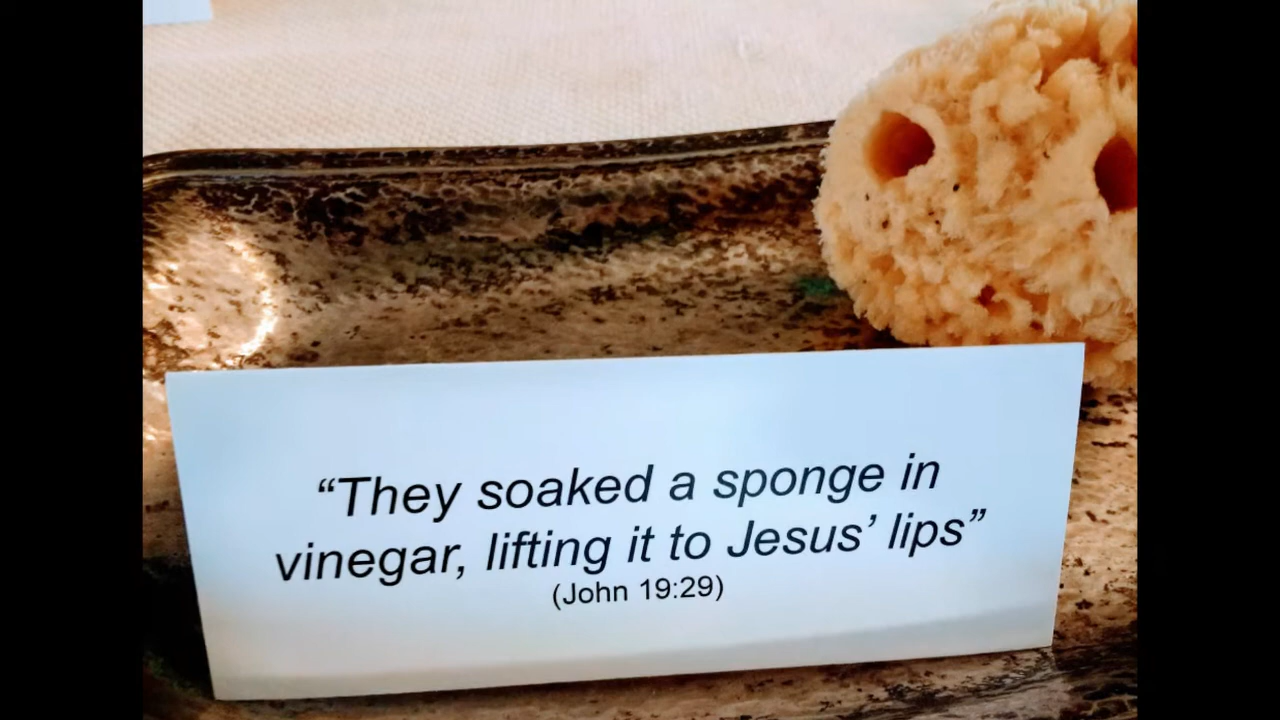 “They soaked a sponge in
vinegar, lifting it to Jesus’ lips”
(John 19:29)